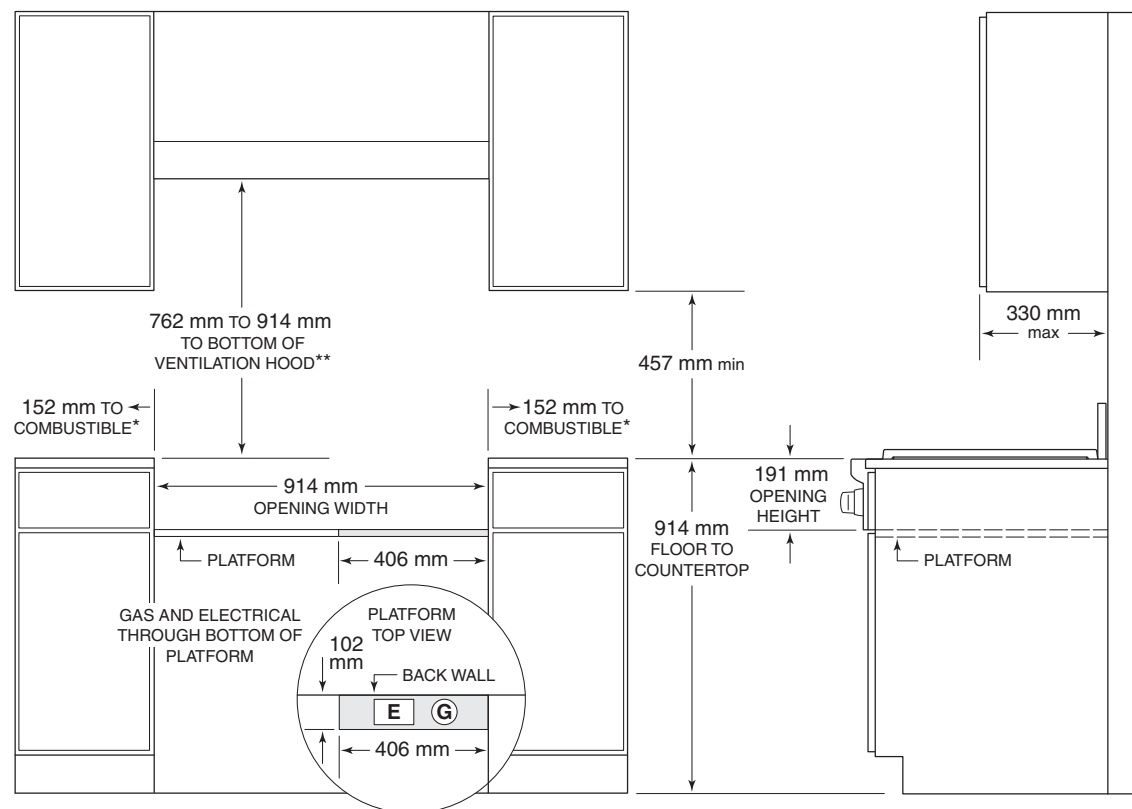 762 mm TO 914 mm
TO BOTTOM OF
VENTILATION HOOD**
330 mm
max
457 mm min
152 mm TO
COMBUSTIBLE*
152 mm TO
COMBUSTIBLE*
914 mm
OPENING WIDTH
191 mm
OPENING
HEIGHT
914 mm
FLOOR TO
COUNTERTOP
PLATFORM
406 mm
PLATFORM
GAS AND ELECTRICAL
THROUGH BOTTOM OF
PLATFORM
PLATFORM
TOP VIEW
102
mm
BACK WALL
E G
406 mm